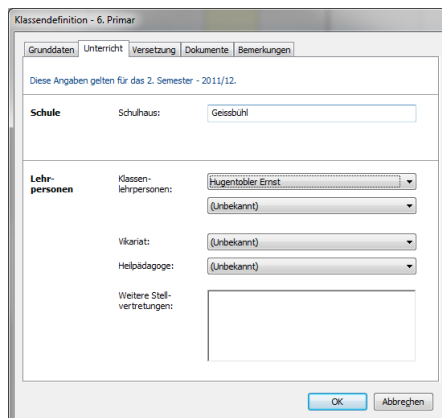 Klassendefinition - 6. Primar
Grunddaten Unterricht Versetzung Dokumente Bemerkungen
Diese Angaben gelten für das 2. Semester - 2011/12.
Schule Schulhaus: Geissbühl
Lehr- Klassen-
personen lehrpersonen: Hugentobler Ernst
(Unbekannt)
Vikariat: (Unbekannt)
Heilpädagoge: (Unbekannt)
Weitere Stell-
vertretungen:
OK Abbrechen